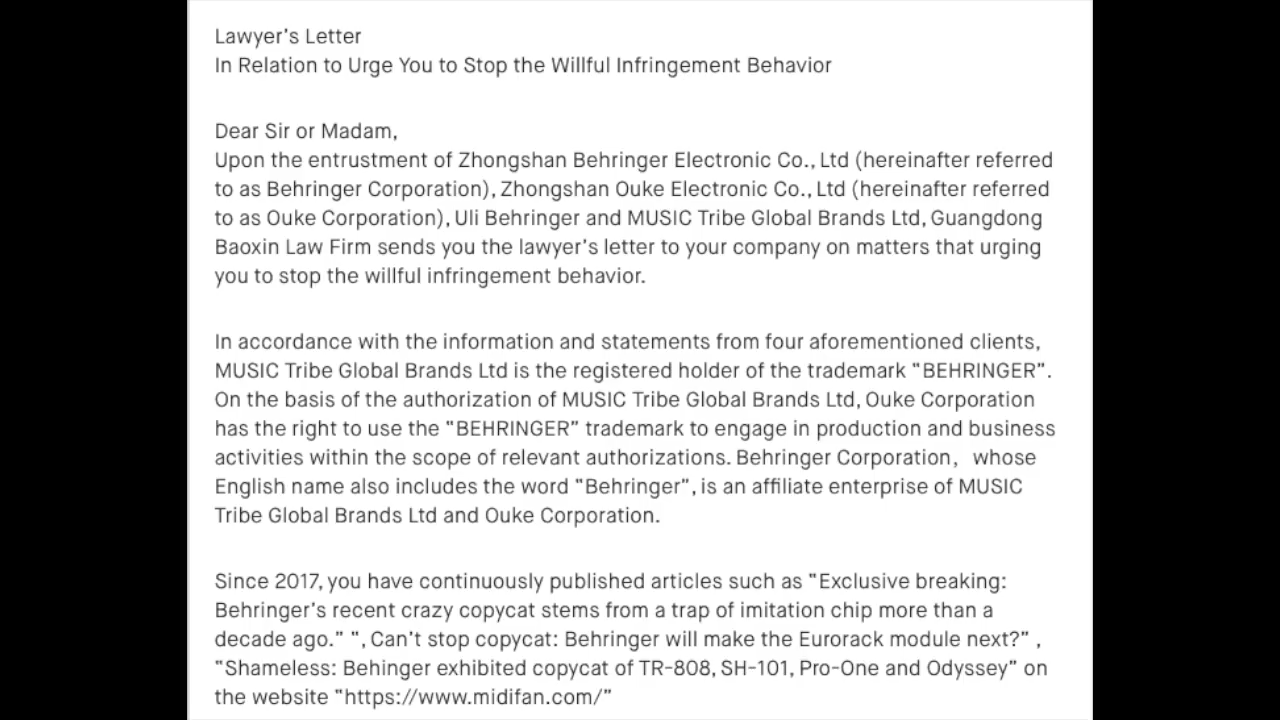 Lawyer's Letter
In Relation to Urge You to Stop the Willful Infringement Behavior
Dear Sir or Madam,
Upon the entrustment of Zhongshan Behringer Electronic Co., Ltd (hereinafter referred
to as Behringer Corporation), Zhongshan Ouke Electronic Co., Ltd (hereinafter referred
to as Ouke Corporation), Uli Behringer and MUSIC Tribe Global Brands Ltd, Guangdong
Baoxin Law Firm sends you the lawyer's letter to your company on matters that urging
you to stop the willful infringement behavior.
In accordance with the information and statements from four aforementioned clients,
MUSIC Tribe Global Brands Ltd is the registered holder of the trademark “BEHRINGER”.
On the basis of the authorization of MUSIC Tribe Global Brands Ltd, Ouke Corporation
has the right to use the “BEHRINGER” trademark to engage in production and business
activities within the scope of relevant authorizations. Behringer Corporation， whose
English name also includes the word “Behringer”, is an affiliate enterprise of MUSIC
Tribe Global Brands Ltd and Ouke Corporation.
Since 2017, you have continuously published articles such as “Exclusive breaking:
Behringer's recent crazy copycat stems from a trap of imitation chip more than a
decade ago.” “, Can't stop copycat: Behringer will make the Eurorack module next?” ,
“Shameless: Behinger exhibited copycat of TR-808, SH-101, Pro-One and Odyssey” on
the website “https://www.midifan.com/”